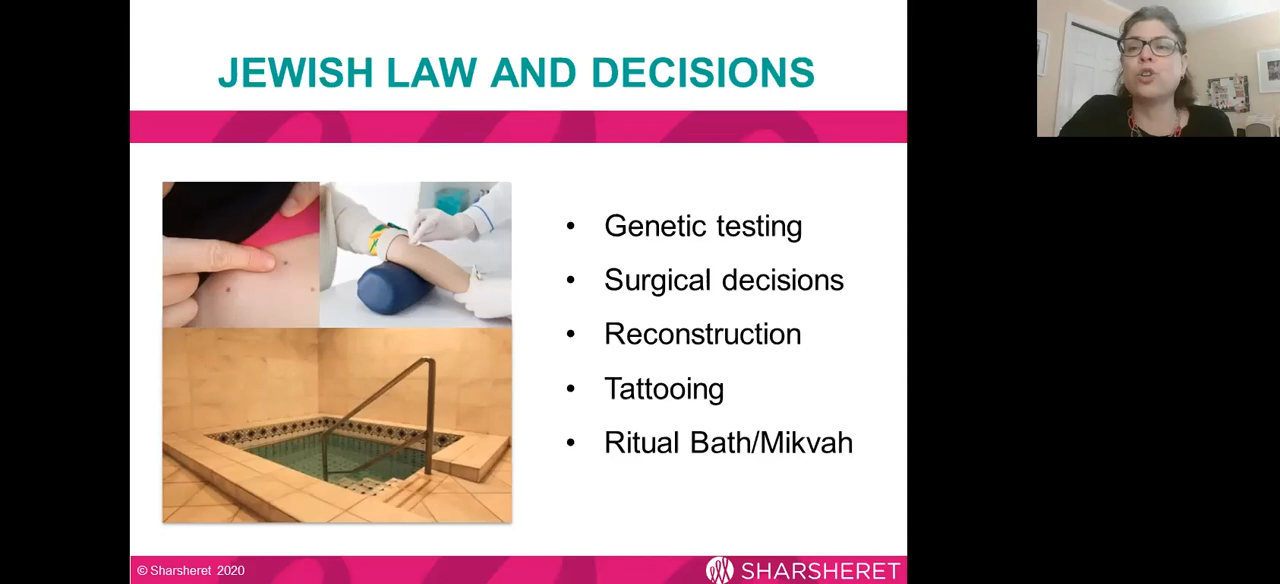 JEWISH LAW AND DECISIONS
• Genetic testing
• Surgical decisions
• Reconstruction
• Tattooing
• Ritual Bath/Mikvah
© Sharsheret 2020
SHARSHERET